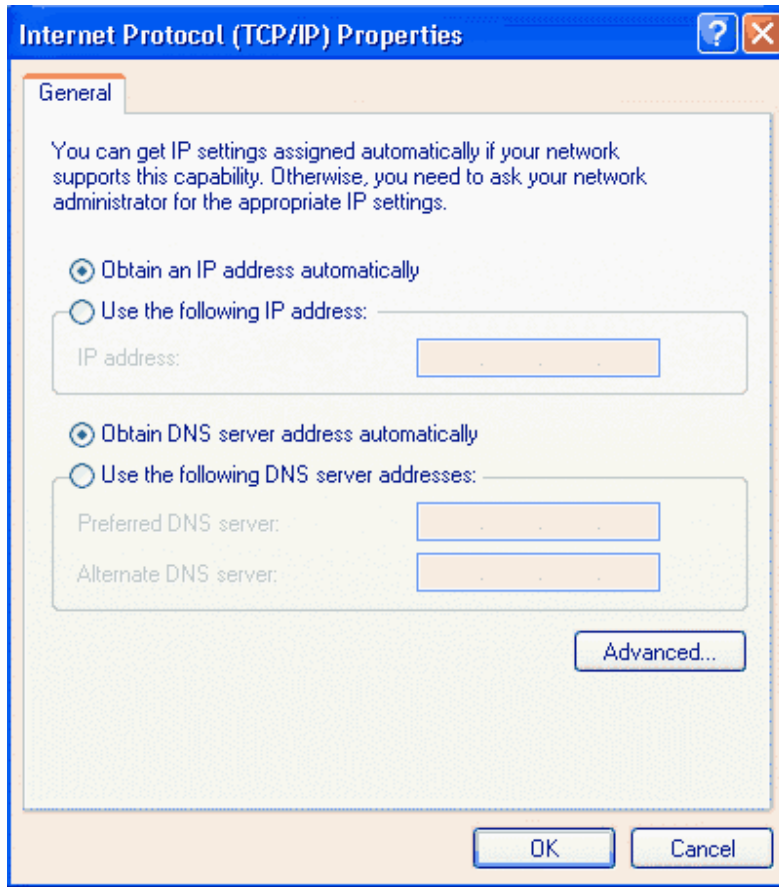 Internet Protocol (TCP/IP) Properties
General
You can get IP settings assigned automatically if your network
supports this capability. Otherwise, you need to ask your network
administrator for the appropriate IP settings.
Obtain an IP address automatically
Use the following IP address:
IP address:
Obtain DNS server address automatically
Use the following DNS server addresses:
Preferred DNS server:
Alternate DNS server:
Advanced...
OK Cancel